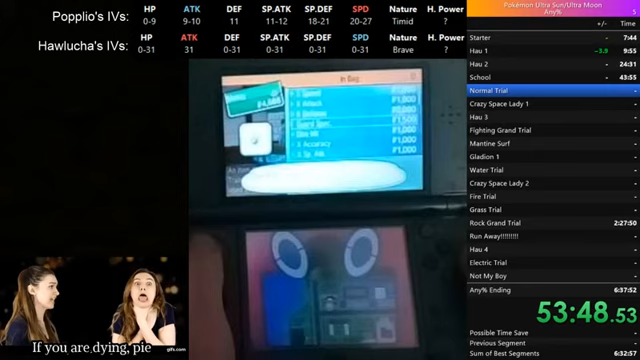 Popplio's IVs:
HP ATK DEF SP.ATK SP.DEF SPD Nature H. Power
0-9 9-10 11 11-12 18-21 20-27 Timid ?
Hawlucha's IVs:
HP ATK DEF SP.ATK SP.DEF SPD Nature H. Power
0-31 31 0-31 0-31 0-31 0-31 Brave ?
Pokémon Ultra Sun/Ultra Moon
Any% 5
+/- Time
Starter - 7:44
Hau 1 -3.9 9:55
Hau 2 - 24:31
School - 43:55
Normal Trial - -
Crazy Space Lady 1 -
Hau 3 -
Fighting Grand Trial -
Mantine Surf -
Gladion 1 -
Water Trial -
Crazy Space Lady 2 -
Fire Trial -
Grass Trial -
Rock Grand Trial 2:27:50
Run Away!!!!!!!!! -
Hau 4 -
Electric Trial -
Not My Boy -
Any% Ending 6:37:52
53:48.53
Possible Time Save -
Previous Segment -
Sum of Best Segments 6:32:57
In Bag:
X Accuracy ₽1,000
X Sp. Atk ₽1,000
If you are dying, pie
gifs.com